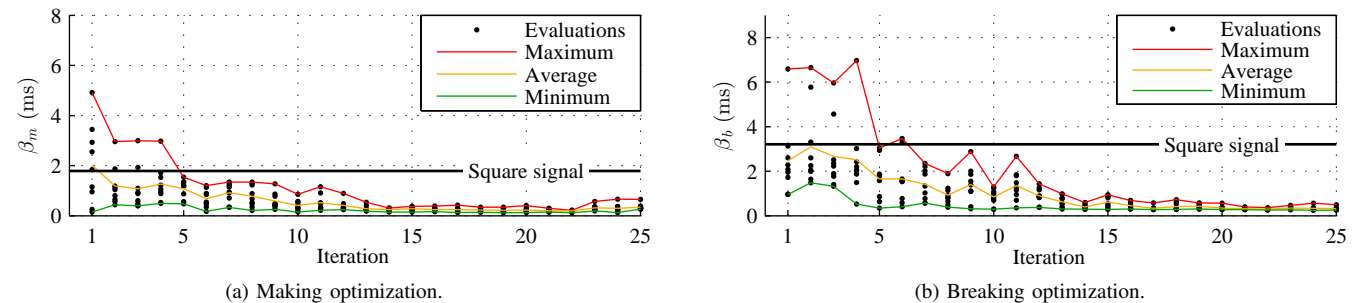 8
6
4
2
0
β_m (ms)
Evaluations
Maximum
Average
Minimum
Square signal
1 5 10 15 20 25
Iteration
(a) Making optimization.
8
6
4
2
0
β_b (ms)
Evaluations
Maximum
Average
Minimum
Square signal
1 5 10 15 20 25
Iteration
(b) Breaking optimization.